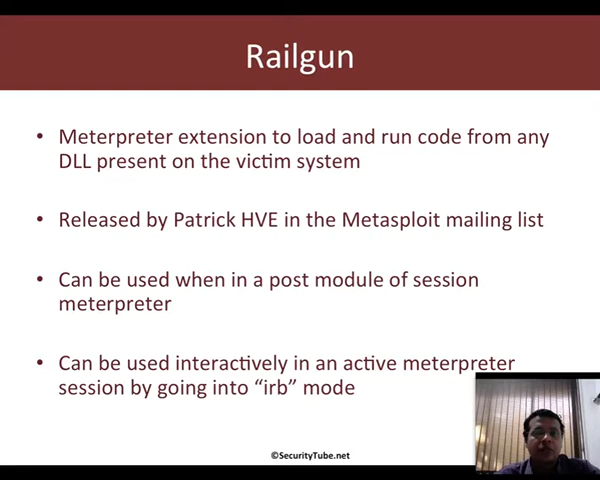 Railgun
• Meterpreter extension to load and run code from any
DLL present on the victim system
• Released by Patrick HVE in the Metasploit mailing list
• Can be used when in a post module of session
meterpreter
• Can be used interactively in an active meterpreter
session by going into “irb” mode
©SecurityTube.net